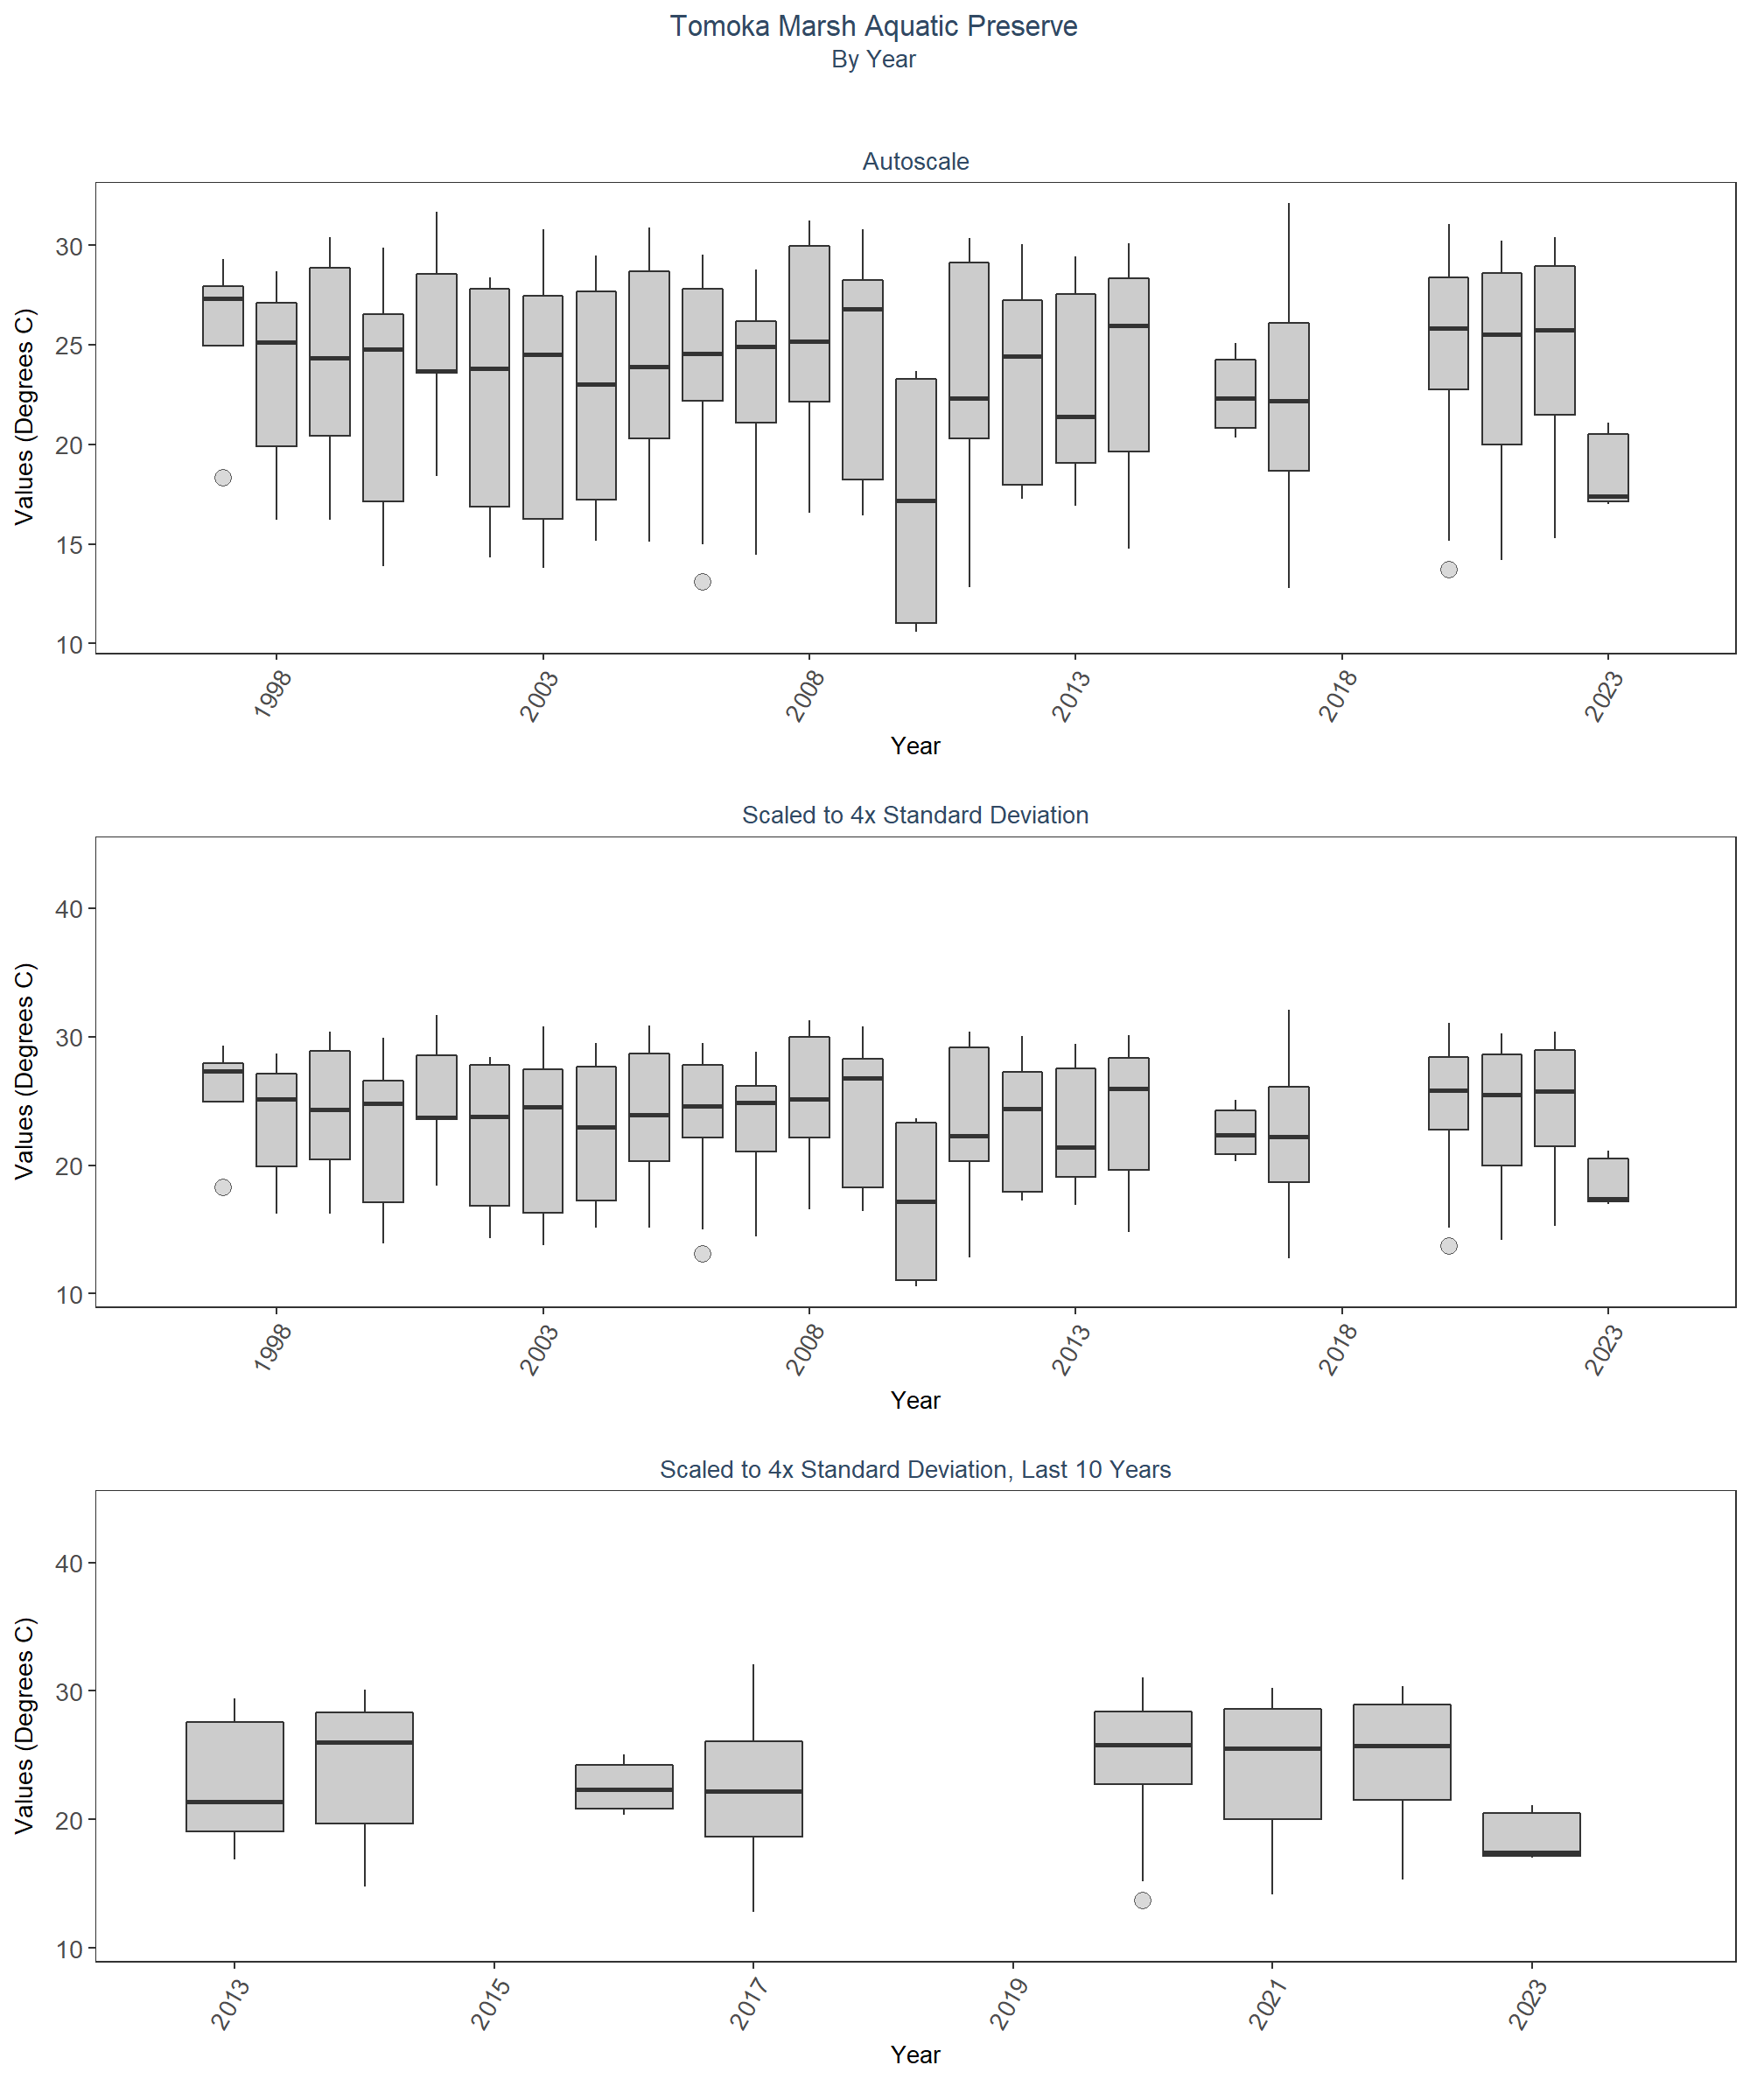 Tomoka Marsh Aquatic Preserve
By Year
Autoscale
Values (Degrees C)
30
25
20
15
10
1998
2003
2008
2013
2018
2023
Year
Scaled to 4x Standard Deviation
Values (Degrees C)
40
30
20
10
1998
2003
2008
2013
2018
2023
Year
Scaled to 4x Standard Deviation, Last 10 Years
Values (Degrees C)
40
30
20
10
2013
2015
2017
2019
2021
2023
Year